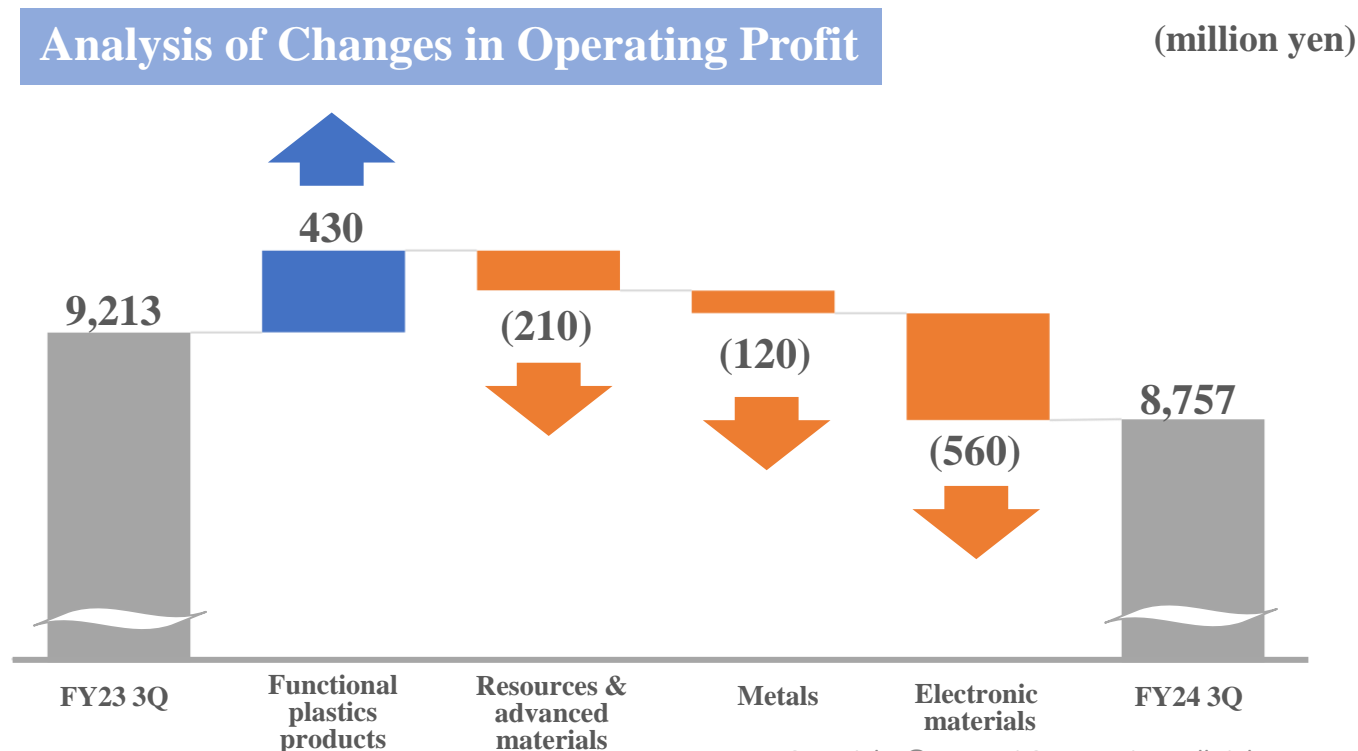 Analysis of Changes in Operating Profit
(million yen)
430
9,213
(210)
(120)
8,757
(560)
FY23 3Q
Functional
plastics
products
Resources &
advanced
materials
Metals
Electronic
materials
FY24 3Q